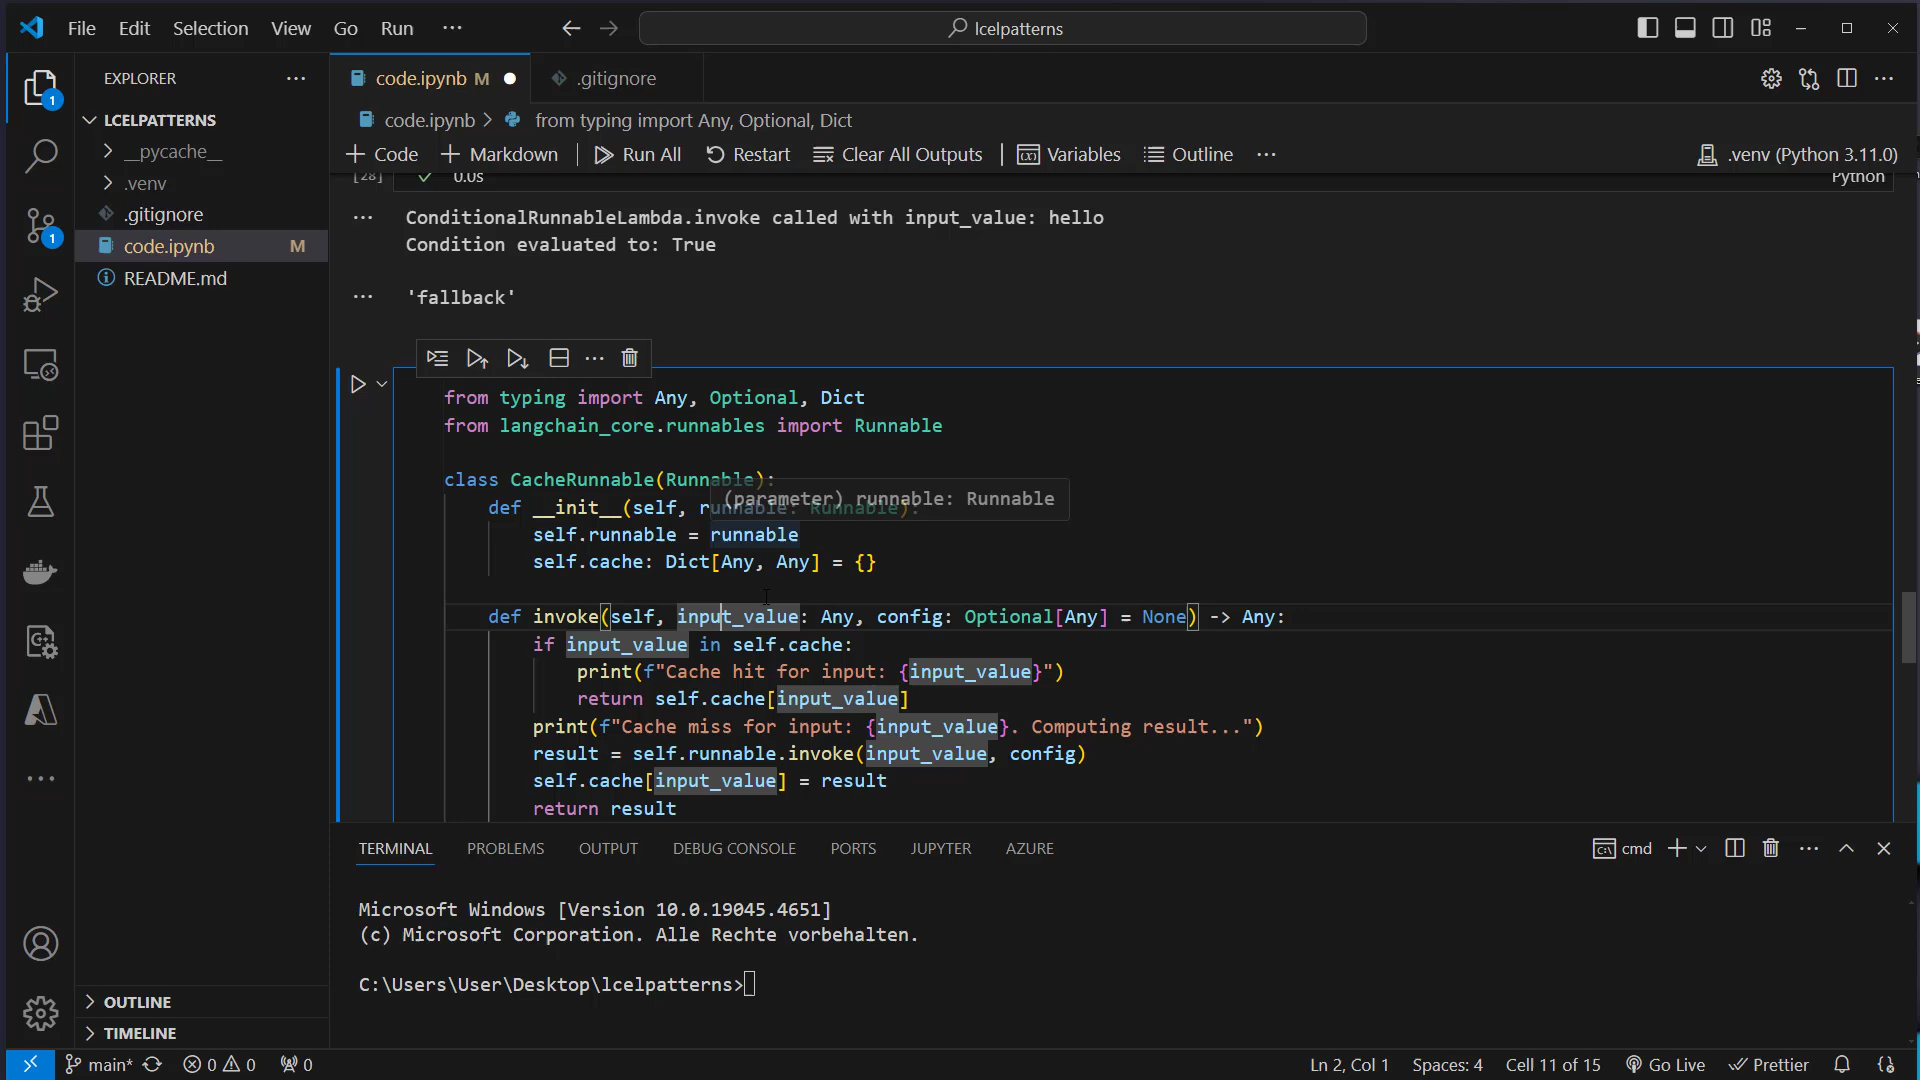 File Edit Selection View Go Run ··· lcelpatterns
EXPLORER
code.ipynb M
.gitignore
LCELPATTERNS
__pycache__
.venv
.gitignore
code.ipynb M
README.md
OUTLINE
TIMELINE
code.ipynb > from typing import Any, Optional, Dict
+ Code + Markdown Run All Restart Clear All Outputs Variables Outline ··· .venv (Python 3.11.0)
[28] 0.0s Python
ConditionalRunnableLambda.invoke called with input_value: hello
Condition evaluated to: True
'fallback'
from typing import Any, Optional, Dict
from langchain_core.runnables import Runnable
class CacheRunnable(Runnable):
(parameter) runnable: Runnable
def __init__(self, runnable: Runnable):
self.runnable = runnable
self.cache: Dict[Any, Any] = {}
def invoke(self, input_value: Any, config: Optional[Any] = None) -> Any:
if input_value in self.cache:
print(f"Cache hit for input: {input_value}")
return self.cache[input_value]
print(f"Cache miss for input: {input_value}. Computing result...")
result = self.runnable.invoke(input_value, config)
self.cache[input_value] = result
return result
TERMINAL PROBLEMS OUTPUT DEBUG CONSOLE PORTS JUPYTER AZURE cmd
Microsoft Windows [Version 10.0.19045.4651]
(c) Microsoft Corporation. Alle Rechte vorbehalten.
C:\Users\User\Desktop\lcelpatterns>
main* 0 0 0 Ln 2, Col 1 Spaces: 4 Cell 11 of 15 Go Live Prettier